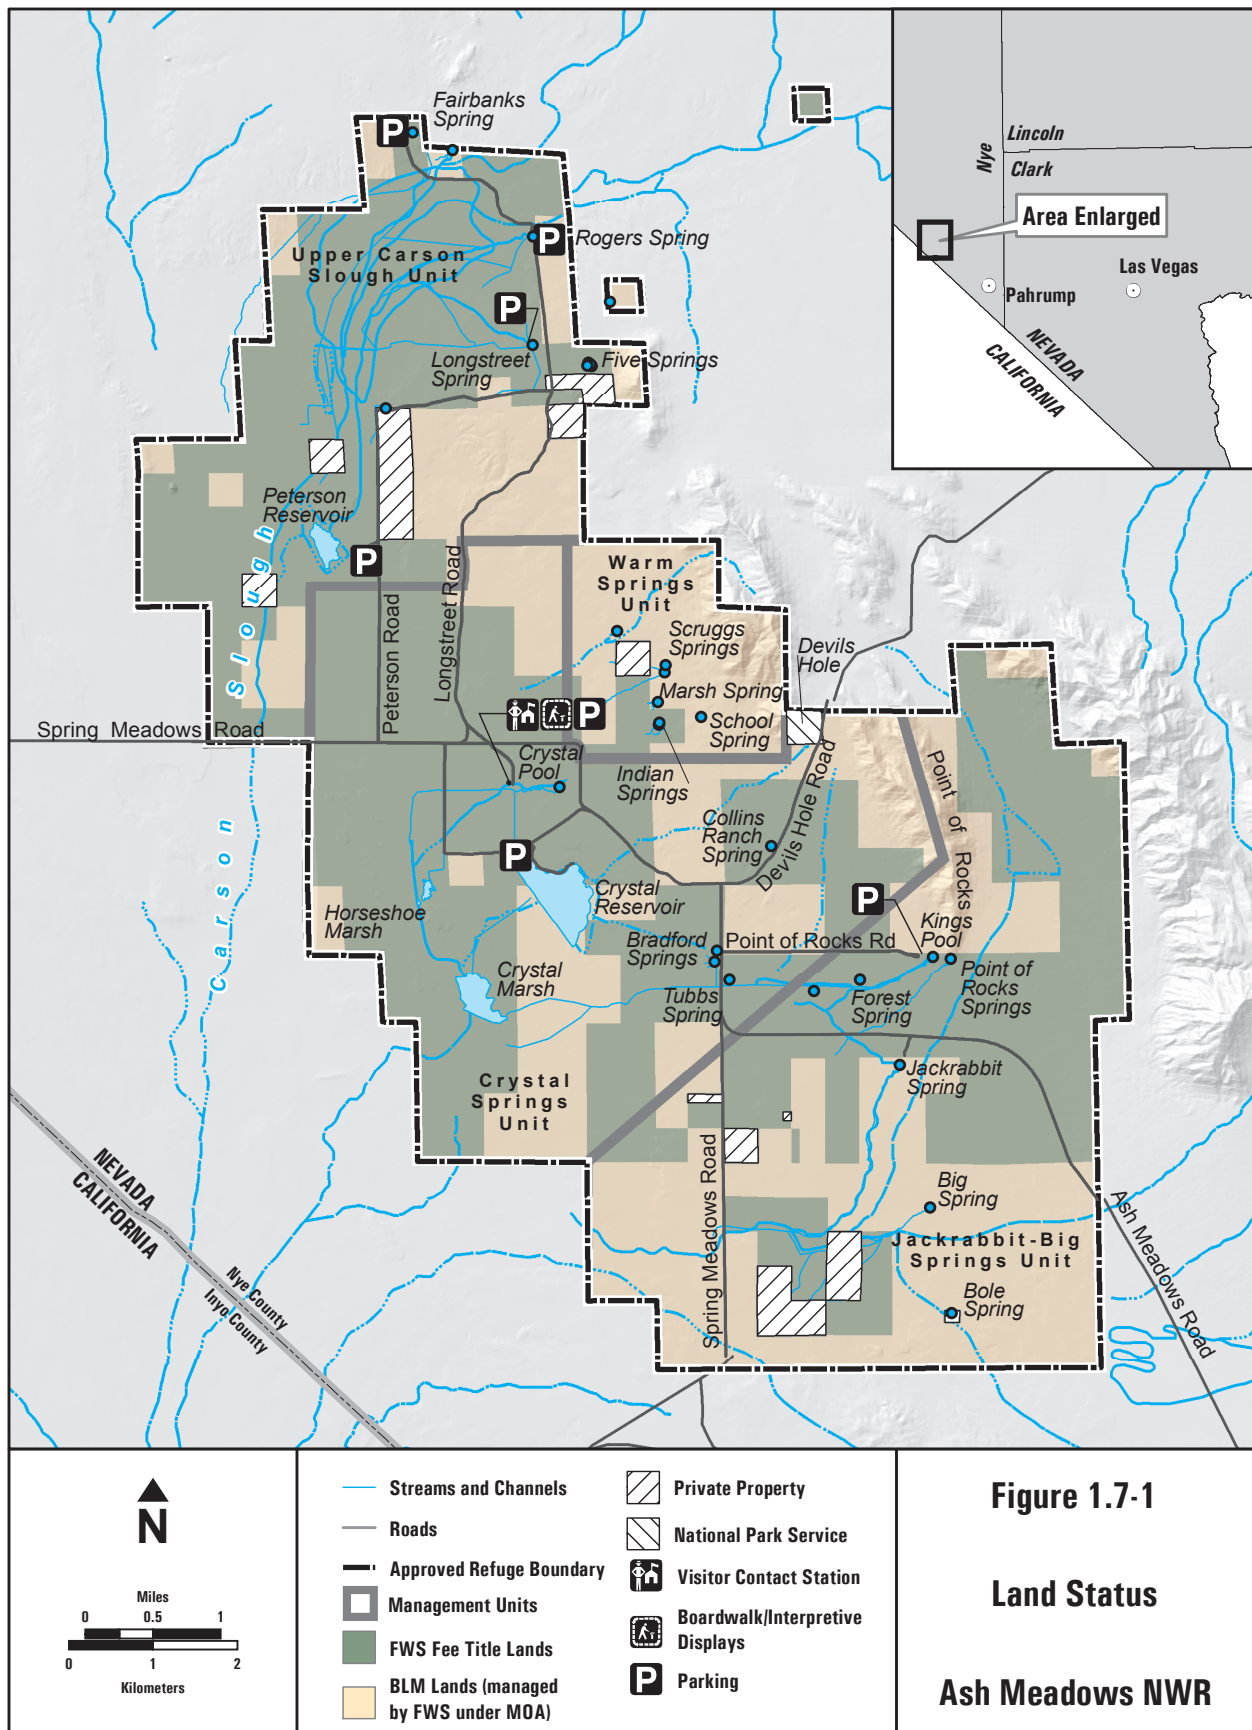 Fairbanks
Spring
P
Lincoln
Nye
Clark
Area Enlarged
Las Vegas
Pahrump
NEVADA
CALIFORNIA
Upper Carson
Slough Unit
P
Rogers Spring
P
Longstreet
Spring
Five Springs
Peterson
Reservoir
P
Slough
Carson
Warm
Springs
Unit
Scruggs
Springs
Devils
Hole
Marsh Spring
School
Spring
Indian
Springs
Peterson Road
Longstreet Road
P
Spring Meadows Road
Crystal
Pool
Collins
Ranch
Spring
Devils Hole Road
Point of Rocks
P
P
Horseshoe
Marsh
Crystal
Reservoir
Kings
Pool
Bradford
Springs
Point of Rocks Rd
Crystal
Marsh
Tubbs
Spring
Forest
Spring
Point of
Rocks
Springs
Crystal
Springs
Unit
Jackrabbit
Spring
Spring Meadows Road
Big
Spring
Jackrabbit-Big
Springs Unit
Bole
Spring
Ash Meadows Road
NEVADA
CALIFORNIA
Nye County
Inyo County
N
Miles
0 0.5 1
0 1 2
Kilometers
Streams and Channels
Roads
Approved Refuge Boundary
Management Units
FWS Fee Title Lands
BLM Lands (managed
by FWS under MOA)
Private Property
National Park Service
Visitor Contact Station
Boardwalk/Interpretive
Displays
P Parking
Figure 1.7-1
Land Status
Ash Meadows NWR